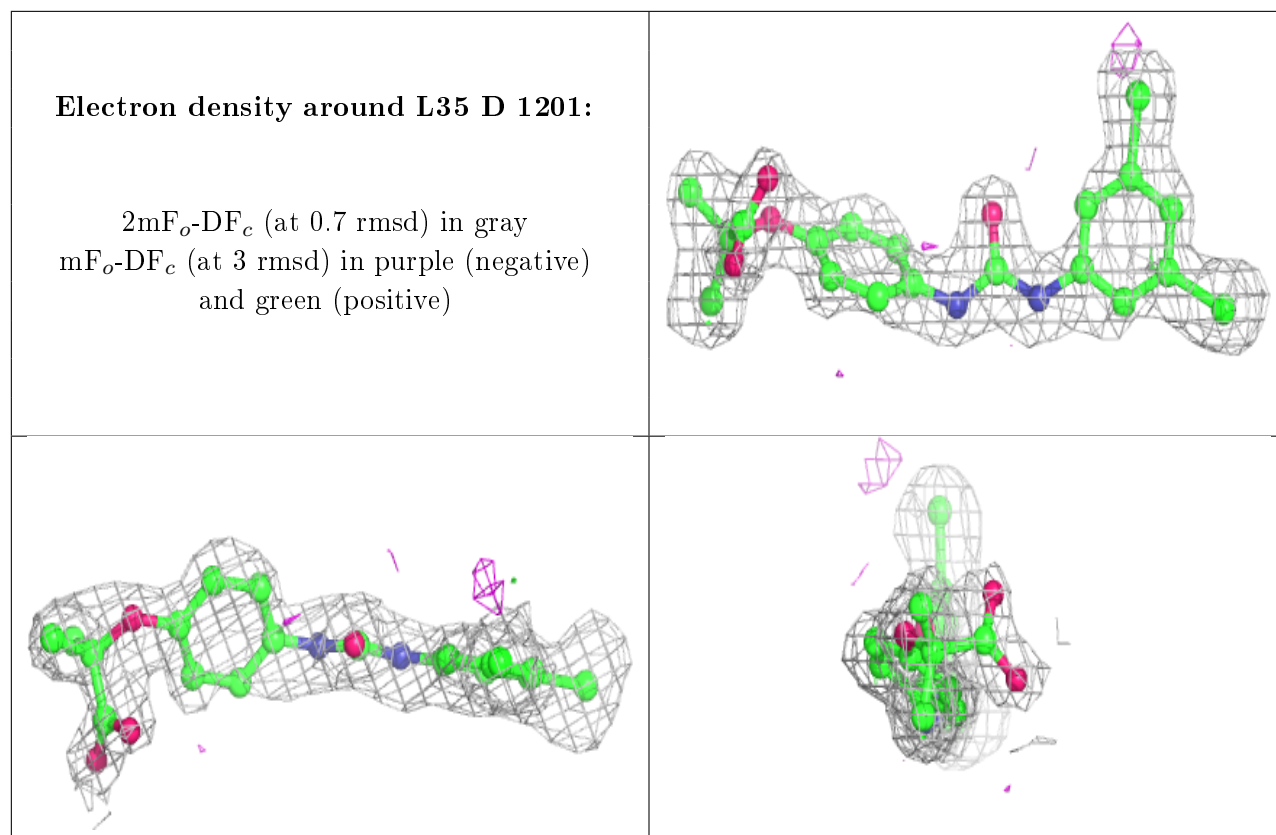 Electron density around L35 D 1201:
2mFₒ-DF𝒸 (at 0.7 rmsd) in gray
mFₒ-DF𝒸 (at 3 rmsd) in purple (negative)
and green (positive)